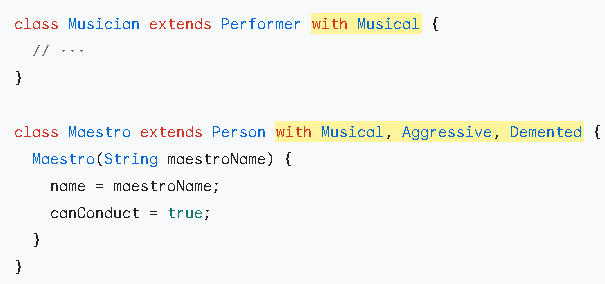 class Musician extends Performer with Musical {
// ···
}
class Maestro extends Person with Musical, Aggressive, Demented {
Maestro(String maestroName) {
name = maestroName;
canConduct = true;
}
}